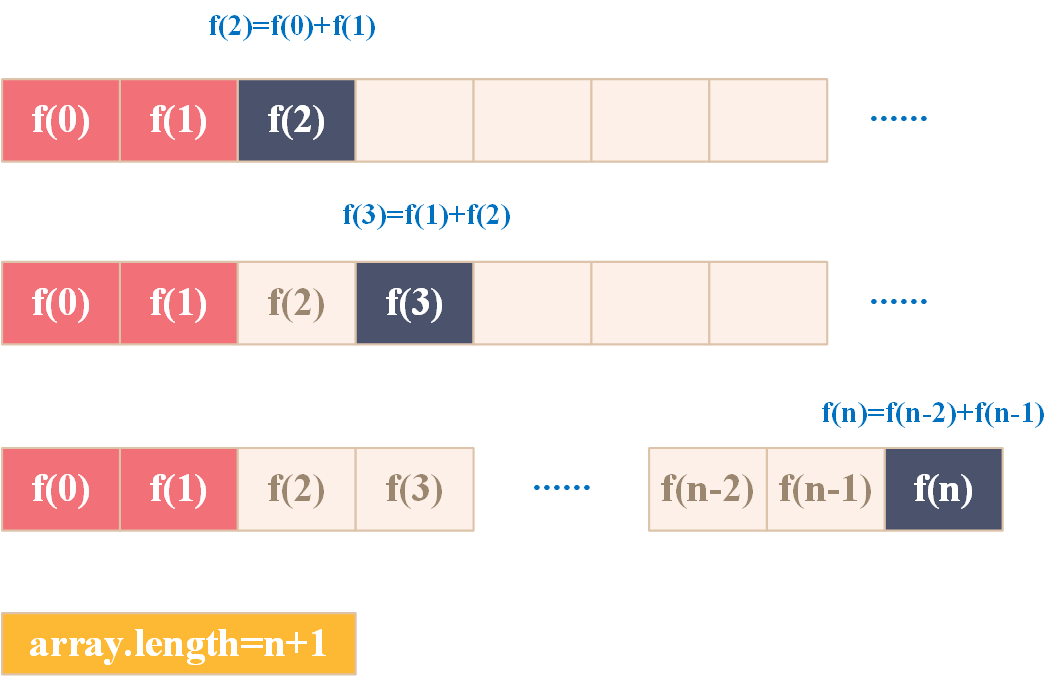 f(2)=f(0)+f(1)
f(0) f(1) f(2) ......
f(3)=f(1)+f(2)
f(0) f(1) f(2) f(3) ......
f(n)=f(n-2)+f(n-1)
f(0) f(1) f(2) f(3) ...... f(n-2) f(n-1) f(n)
array.length=n+1